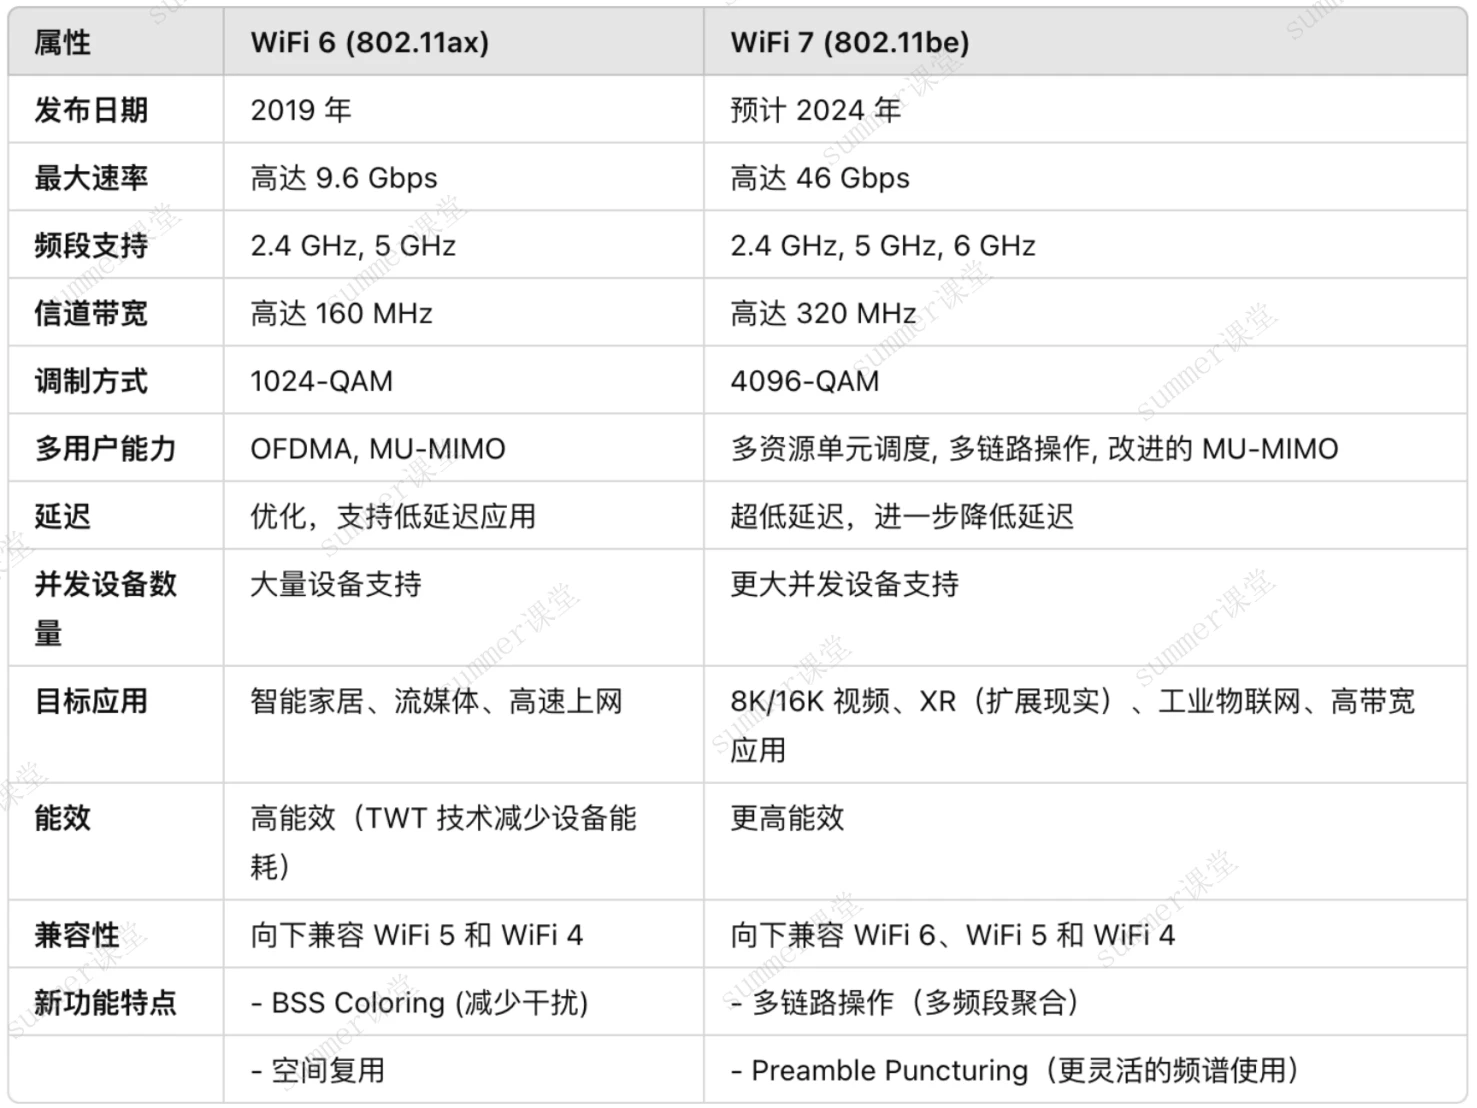 属性 WiFi 6 (802.11ax) WiFi 7 (802.11be)
发布日期 2019 年 预计 2024 年
最大速率 高达 9.6 Gbps 高达 46 Gbps
频段支持 2.4 GHz, 5 GHz 2.4 GHz, 5 GHz, 6 GHz
信道带宽 高达 160 MHz 高达 320 MHz
调制方式 1024-QAM 4096-QAM
多用户能力 OFDMA, MU-MIMO 多资源单元调度, 多链路操作, 改进的 MU-MIMO
延迟 优化，支持低延迟应用 超低延迟，进一步降低延迟
并发设备数 大量设备支持 更大并发设备支持
量
目标应用 智能家居、流媒体、高速上网 8K/16K 视频、XR（扩展现实）、工业物联网、高带宽
应用
能效 高能效（TWT 技术减少设备能 更高能效
耗）
兼容性 向下兼容 WiFi 5 和 WiFi 4 向下兼容 WiFi 6、WiFi 5 和 WiFi 4
新功能特点 - BSS Coloring (减少干扰) - 多链路操作（多频段聚合）
- 空间复用 - Preamble Puncturing（更灵活的频谱使用）
summer课堂